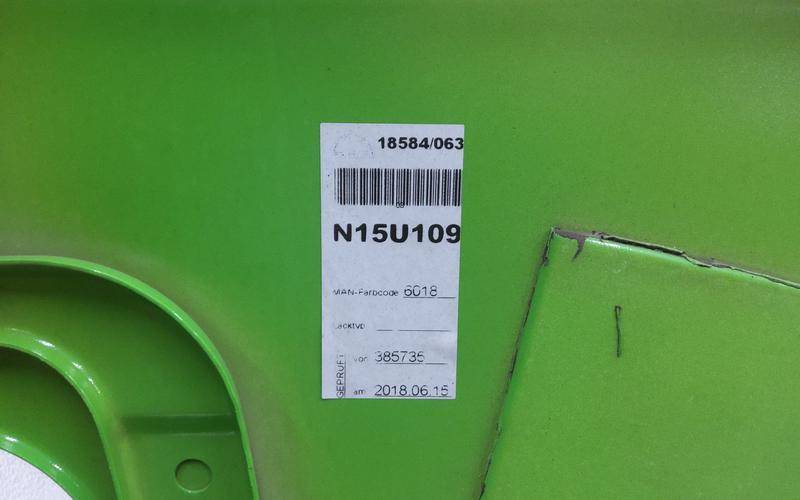 18584/063
N15U109
MAN-Farbcode 6018
Lacktyp
GEPRÜFT
von 385735
am 2018.06.15